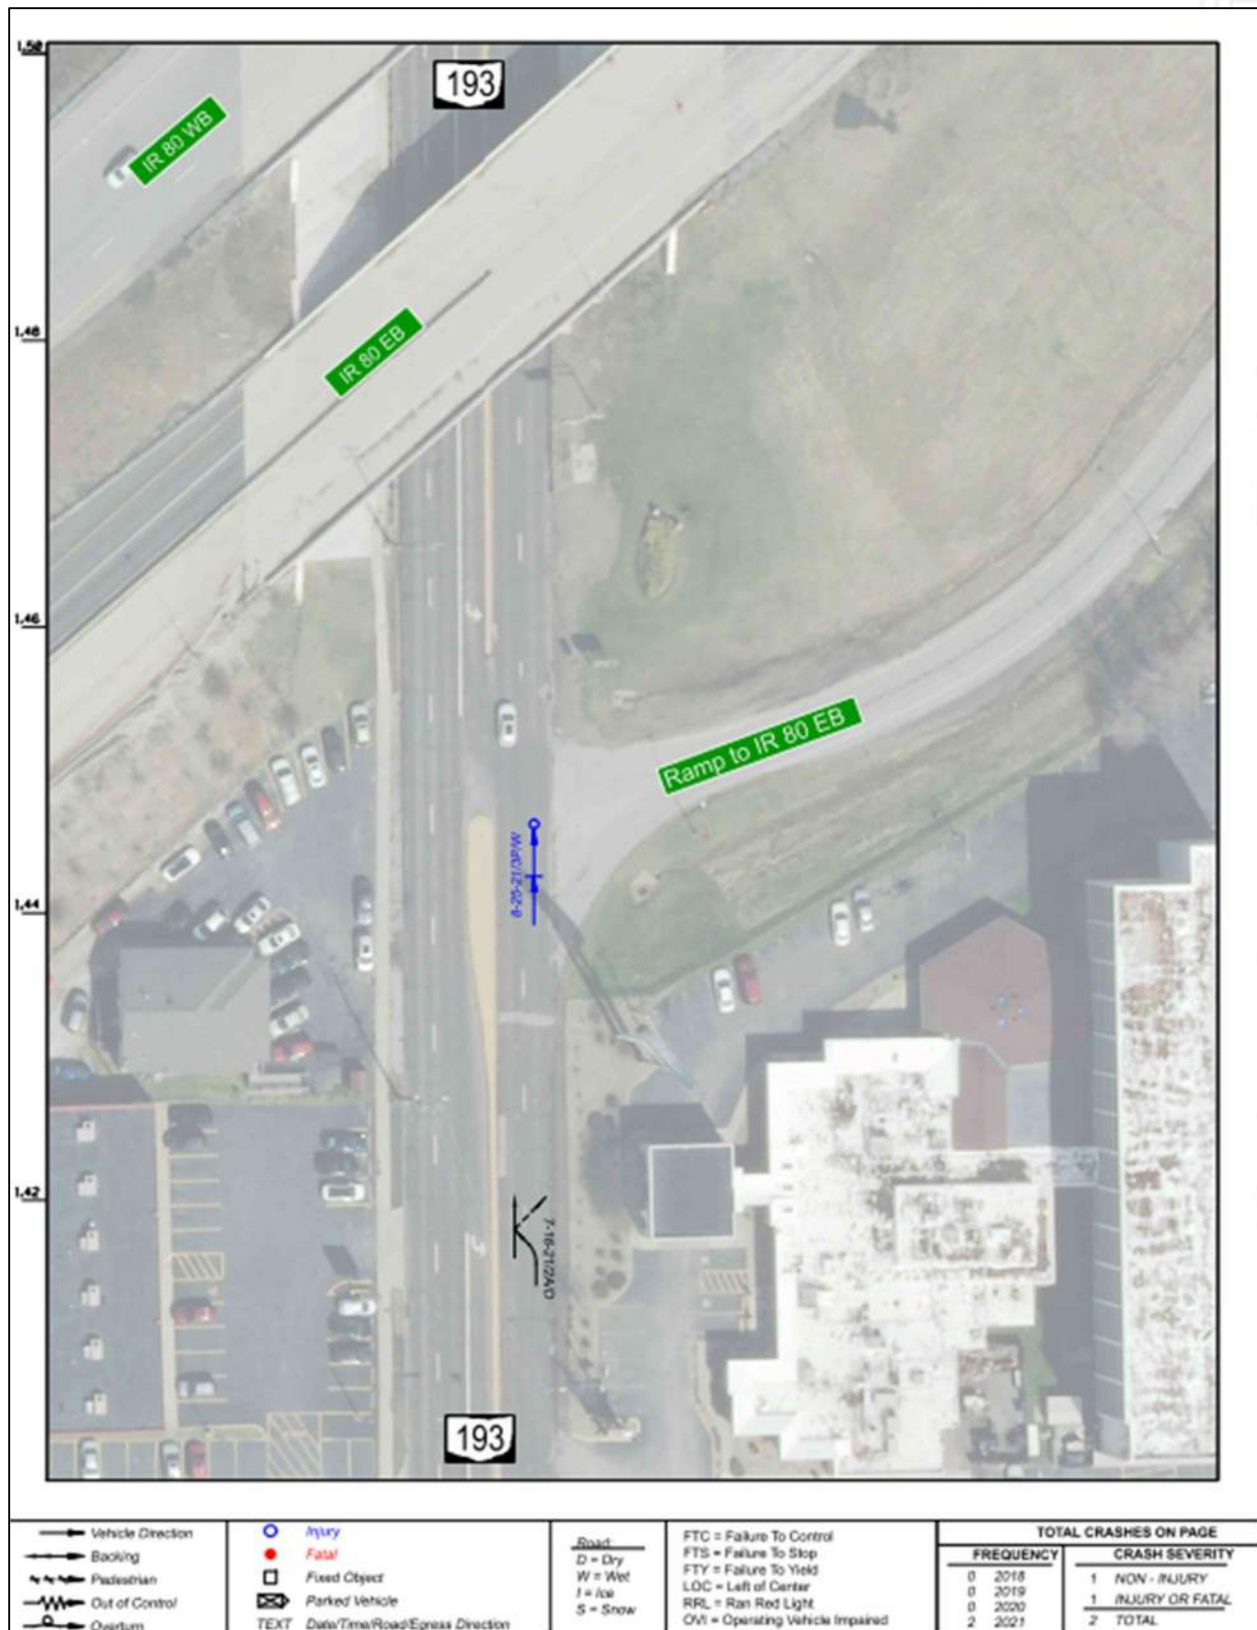 1.50
193
IR 80 WB
1.48
IR 80 EB
1.46
Ramp to IR 80 EB
8-25-21/3P/W
1.44
1.42
7-16-21/2A/D
193
Vehicle Direction
Backing
Pedestrian
Out of Control
Overturn
Injury
Fatal
Fixed Object
Parked Vehicle
TEXT Date/Time/Road/Egress Direction
Road:
D = Dry
W = Wet
I = Ice
S = Snow
FTC = Failure To Control
FTS = Failure To Stop
FTY = Failure To Yield
LOC = Left of Center
RRL = Ran Red Light
OVI = Operating Vehicle Impaired
TOTAL CRASHES ON PAGE
FREQUENCY
0 2018
0 2019
0 2020
2 2021
CRASH SEVERITY
1 NON - INJURY
1 INJURY OR FATAL
2 TOTAL